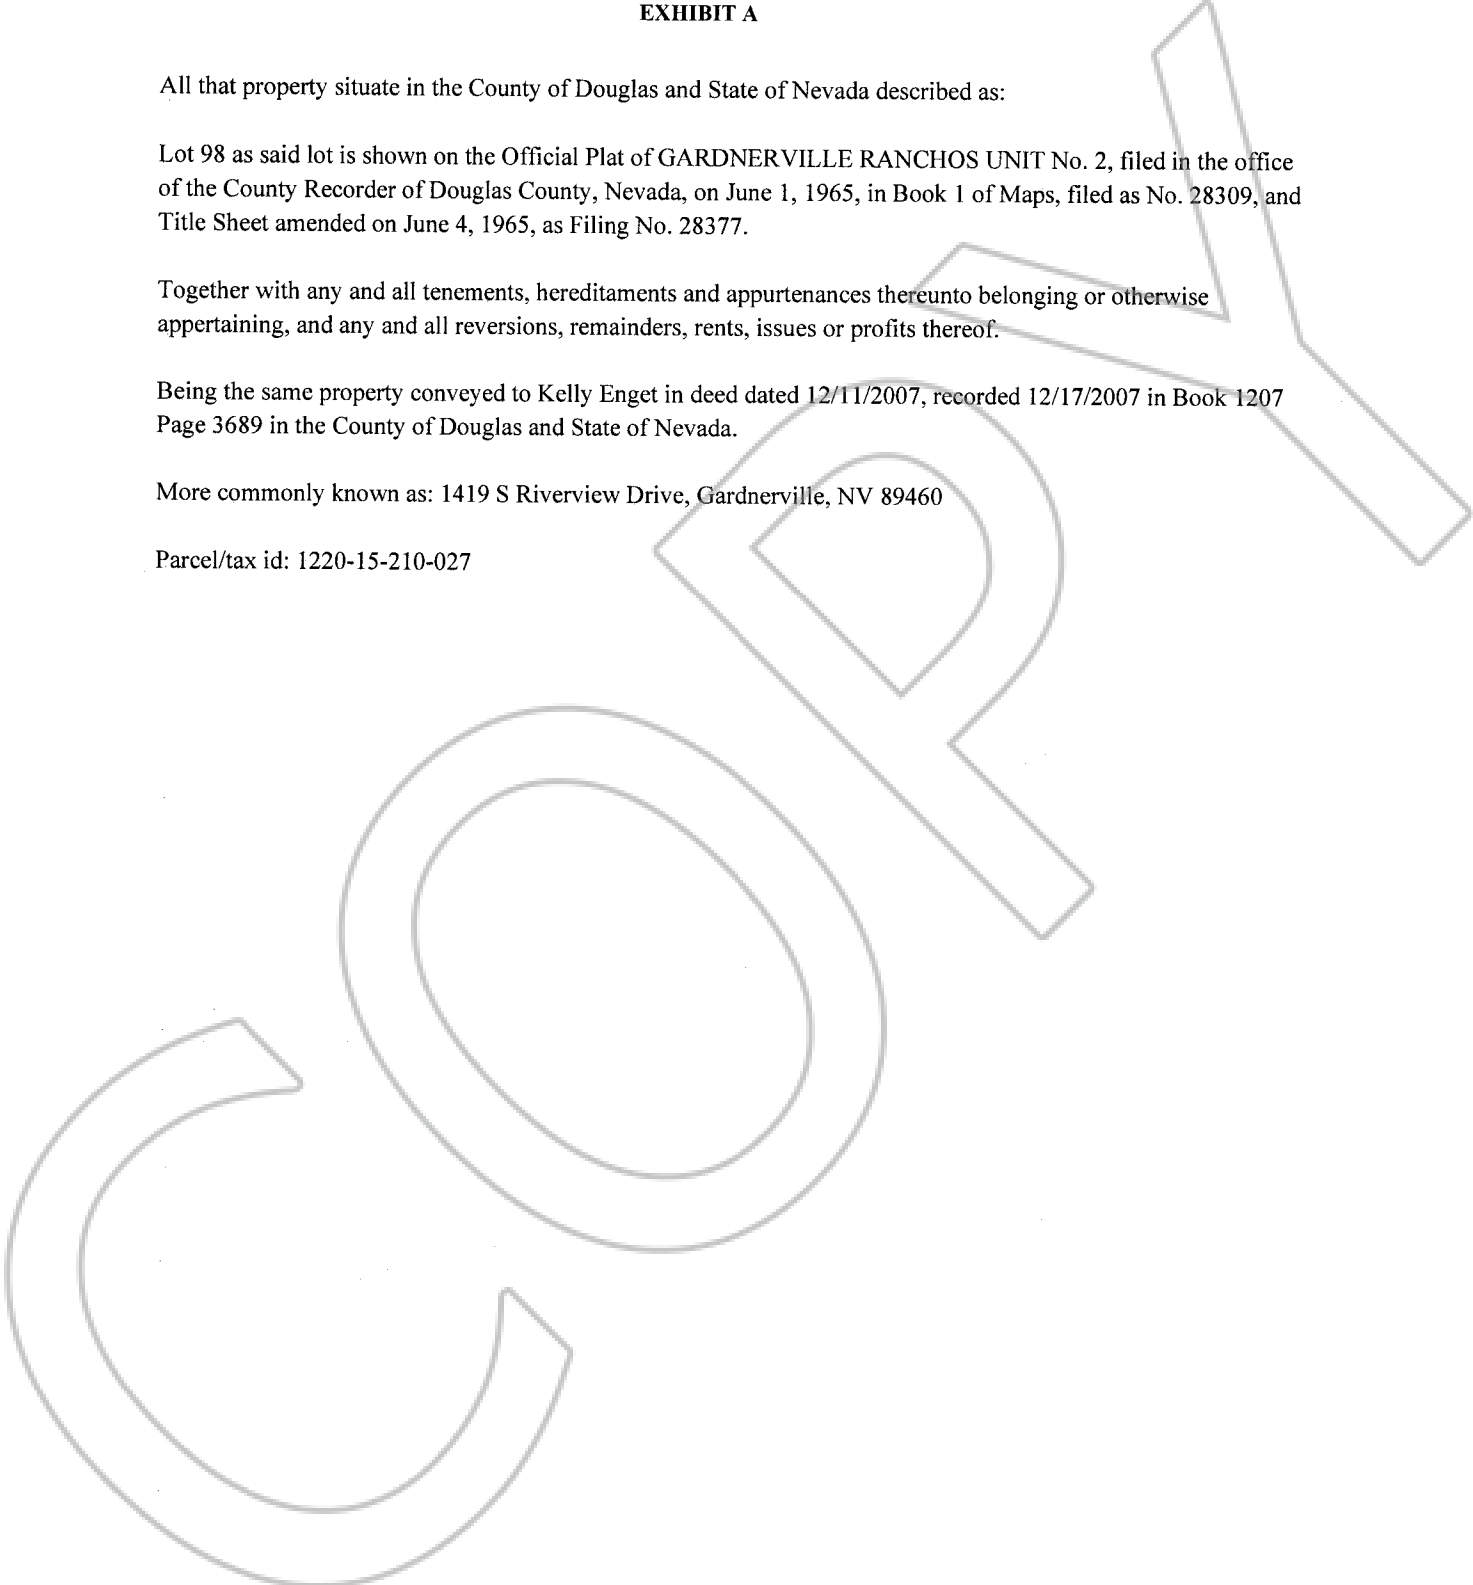 EXHIBIT A
All that property situate in the County of Douglas and State of Nevada described as:
Lot 98 as said lot is shown on the Official Plat of GARDNERVILLE RANCHOS UNIT No. 2, filed in the office
of the County Recorder of Douglas County, Nevada, on June 1, 1965, in Book 1 of Maps, filed as No. 28309, and
Title Sheet amended on June 4, 1965, as Filing No. 28377.
Together with any and all tenements, hereditaments and appurtenances thereunto belonging or otherwise
appertaining, and any and all reversions, remainders, rents, issues or profits thereof.
Being the same property conveyed to Kelly Enget in deed dated 12/11/2007, recorded 12/17/2007 in Book 1207
Page 3689 in the County of Douglas and State of Nevada.
More commonly known as: 1419 S Riverview Drive, Gardnerville, NV 89460
Parcel/tax id: 1220-15-210-027
COPY